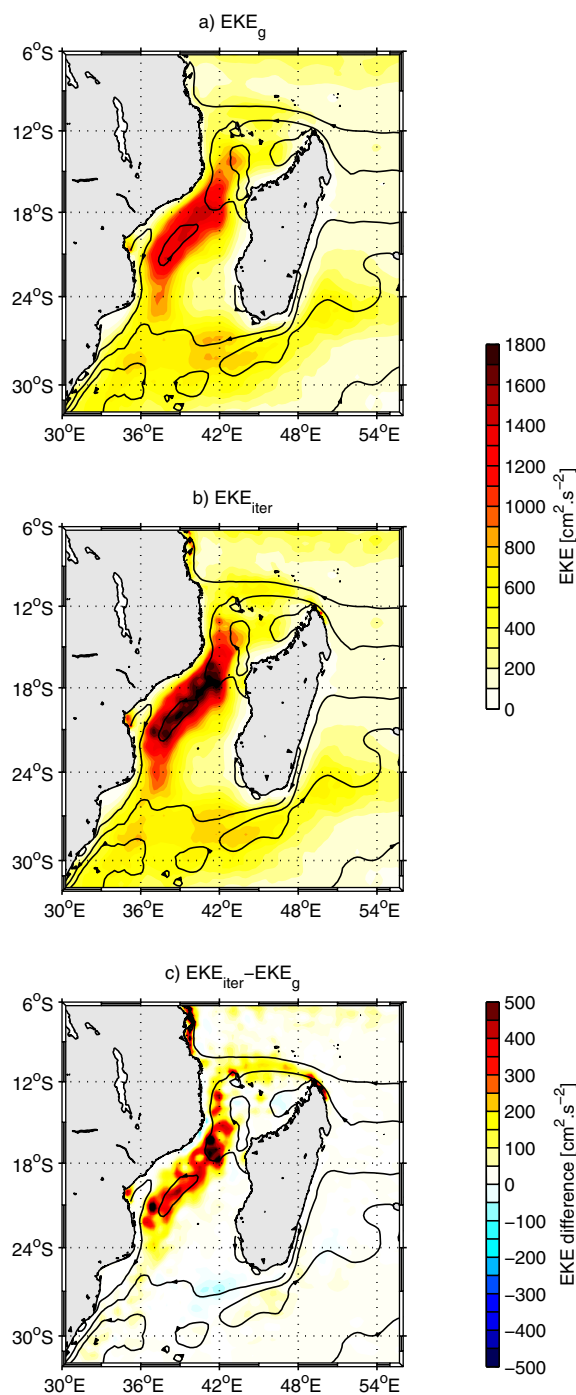 a) EKE_g
6°S
12°S
18°S
24°S
30°S
30°E 36°E 42°E 48°E 54°E
b) EKE_iter
6°S
12°S
18°S
24°S
30°S
30°E 36°E 42°E 48°E 54°E
1800
1600
1400
1200
1000
800
600
400
200
0
EKE [cm².s⁻²]
c) EKE_iter−EKE_g
6°S
12°S
18°S
24°S
30°S
30°E 36°E 42°E 48°E 54°E
500
400
300
200
100
0
−100
−200
−300
−400
−500
EKE difference [cm².s⁻²]